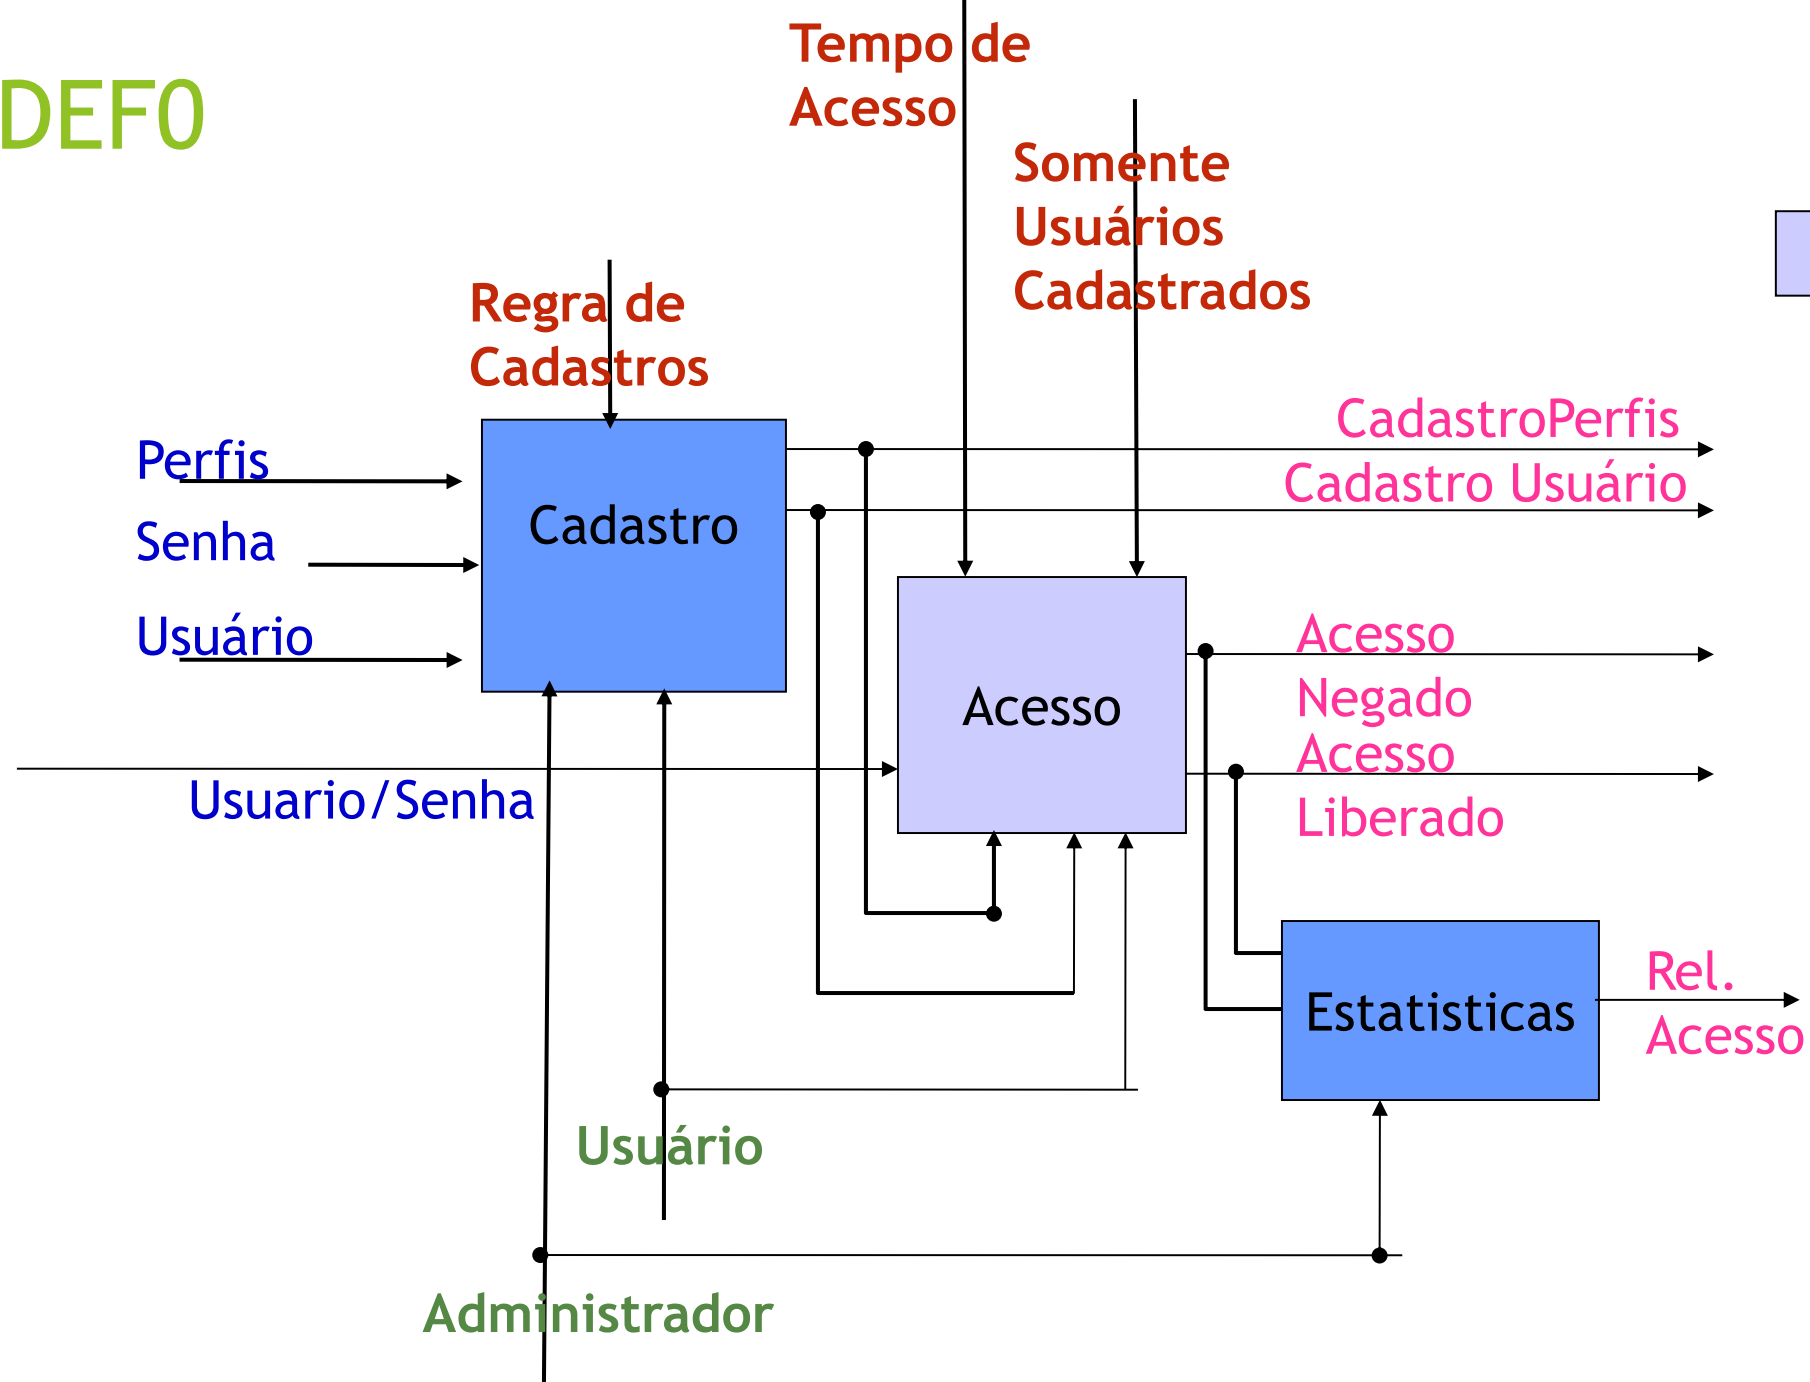 DEF0
Tempo de
Acesso
Somente
Usuários
Cadastrados
Regra de
Cadastros
CadastroPerfis
Perfis
Cadastro Usuário
Cadastro
Senha
Usuário
Acesso
Negado
Acesso
Acesso
Liberado
Usuario/Senha
Rel.
Acesso
Estatisticas
Usuário
Administrador